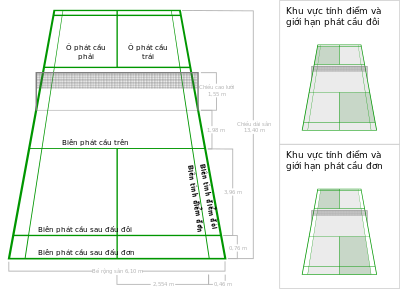 Ô phát cầu
phải
Ô phát cầu
trái
Chiều cao lưới
1,55 m
Chiều dài sân
13,40 m
1,98 m
Biên phát cầu trên
Biên tính điểm đôi
Biên tính điểm đơn
3,96 m
Biên phát cầu sau đấu đôi
0,76 m
Biên phát cầu sau đấu đơn
Bề rộng sân 6,10 m
2,554 m
0,46 m
Khu vực tính điểm và
giới hạn phát cầu đôi
Khu vực tính điểm và
giới hạn phát cầu đơn